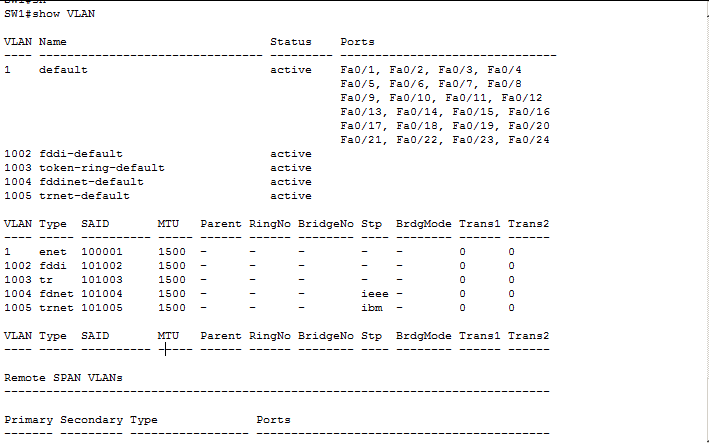 SW1#show VLAN
VLAN Name Status Ports
---- -------------------------------- --------- -------------------------------
1 default active Fa0/1, Fa0/2, Fa0/3, Fa0/4
Fa0/5, Fa0/6, Fa0/7, Fa0/8
Fa0/9, Fa0/10, Fa0/11, Fa0/12
Fa0/13, Fa0/14, Fa0/15, Fa0/16
Fa0/17, Fa0/18, Fa0/19, Fa0/20
Fa0/21, Fa0/22, Fa0/23, Fa0/24
1002 fddi-default active
1003 token-ring-default active
1004 fddinet-default active
1005 trnet-default active
VLAN Type SAID MTU Parent RingNo BridgeNo Stp BrdgMode Trans1 Trans2
---- ----- ---------- ----- ------ ------ -------- ---- -------- ------ ------
1 enet 100001 1500 - - - - - 0 0
1002 fddi 101002 1500 - - - - - 0 0
1003 tr 101003 1500 - - - - - 0 0
1004 fdnet 101004 1500 - - - ieee - 0 0
1005 trnet 101005 1500 - - - ibm - 0 0
VLAN Type SAID MTU Parent RingNo BridgeNo Stp BrdgMode Trans1 Trans2
---- ----- ---------- ----- ------ ------ -------- ---- -------- ------ ------
Remote SPAN VLANs
------------------------------------------------------------------------------
Primary Secondary Type Ports
------- --------- ----------------- ------------------------------------------